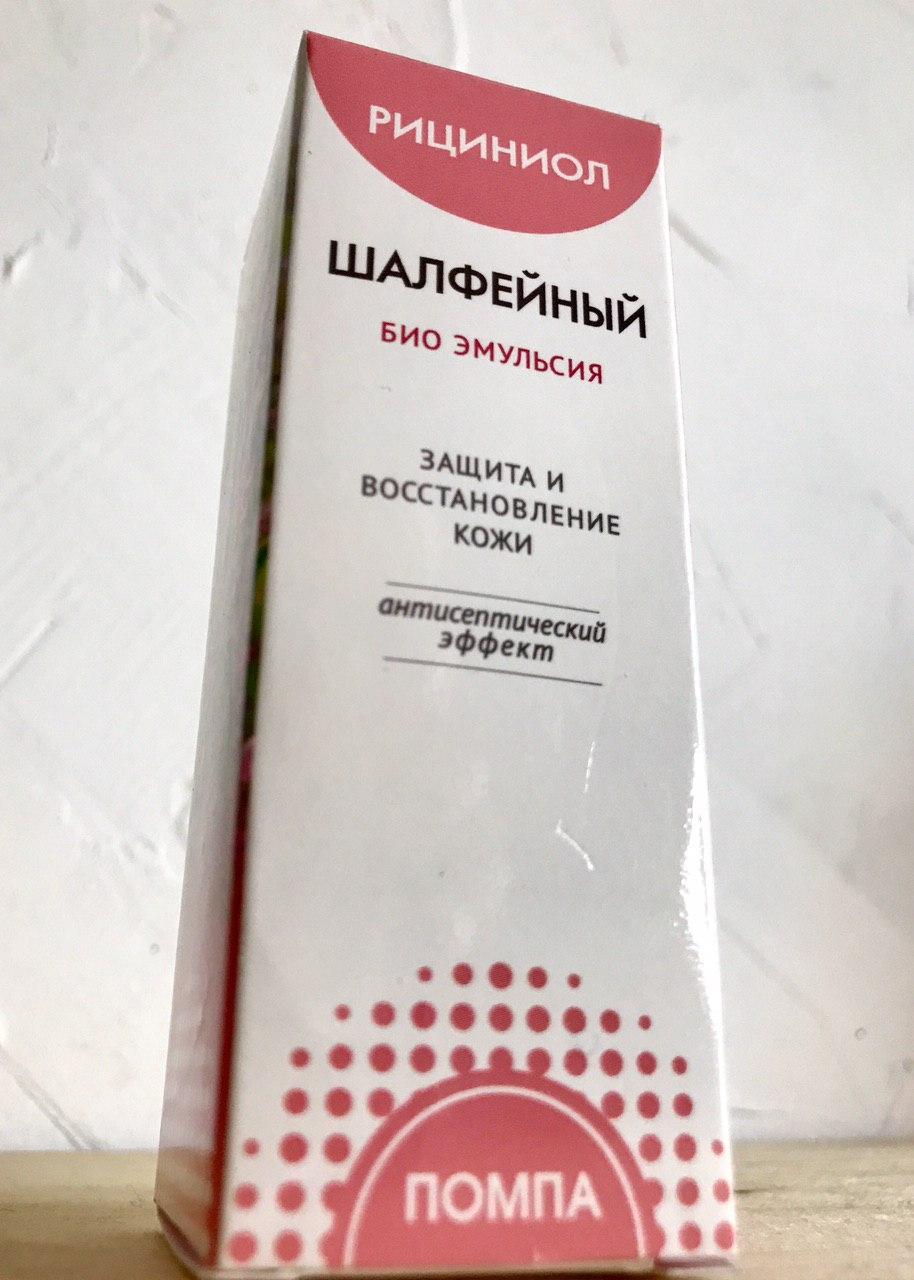 РИЦИНИОЛ
ШАЛФЕЙНЫЙ
БИО ЭМУЛЬСИЯ
ЗАЩИТА И
ВОССТАНОВЛЕНИЕ
КОЖИ
антисептический
эффект
ПОМПА